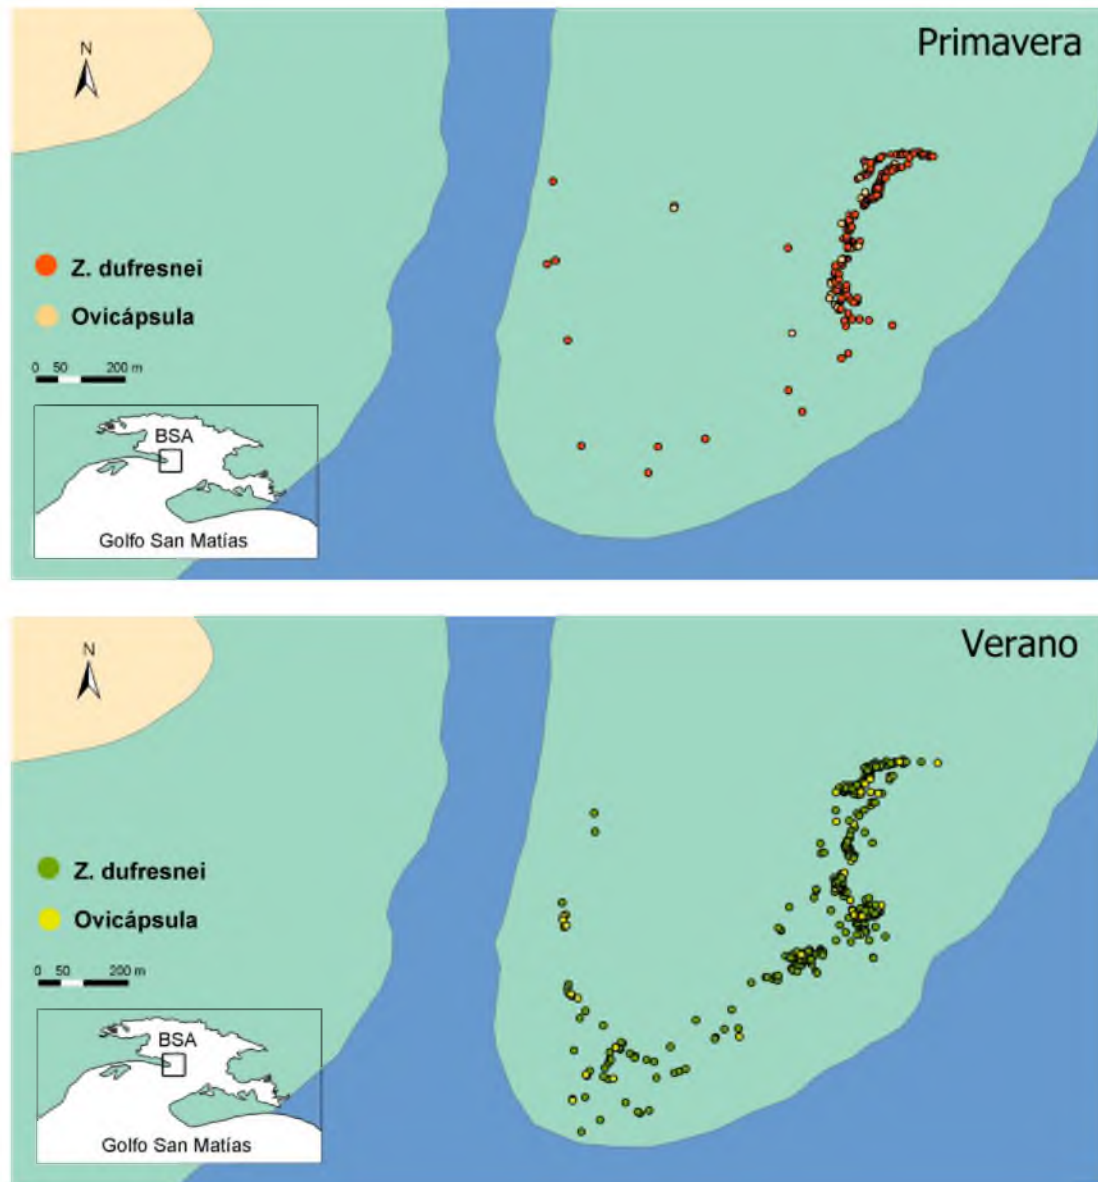 Primavera
N
Z. dufresnei
Ovicápsula
0 50 200 m
BSA
Golfo San Matías
Verano
N
Z. dufresnei
Ovicápsula
0 50 200 m
BSA
Golfo San Matías